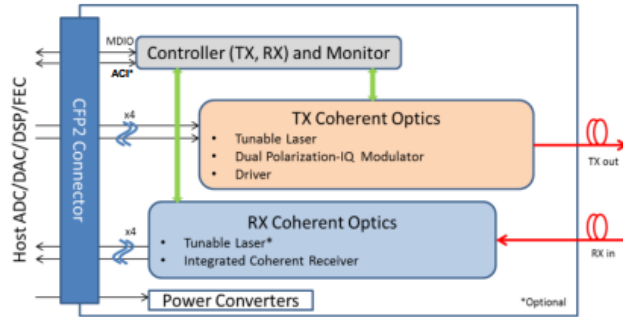 Host ADC/DAC/DSP/FEC
CFP2 Connector
MDIO
ACI*
Controller (TX, RX) and Monitor
x4
TX Coherent Optics
• Tunable Laser
• Dual Polarization-IQ Modulator
• Driver
TX out
x4
RX Coherent Optics
• Tunable Laser*
• Integrated Coherent Receiver
RX in
Power Converters
*Optional